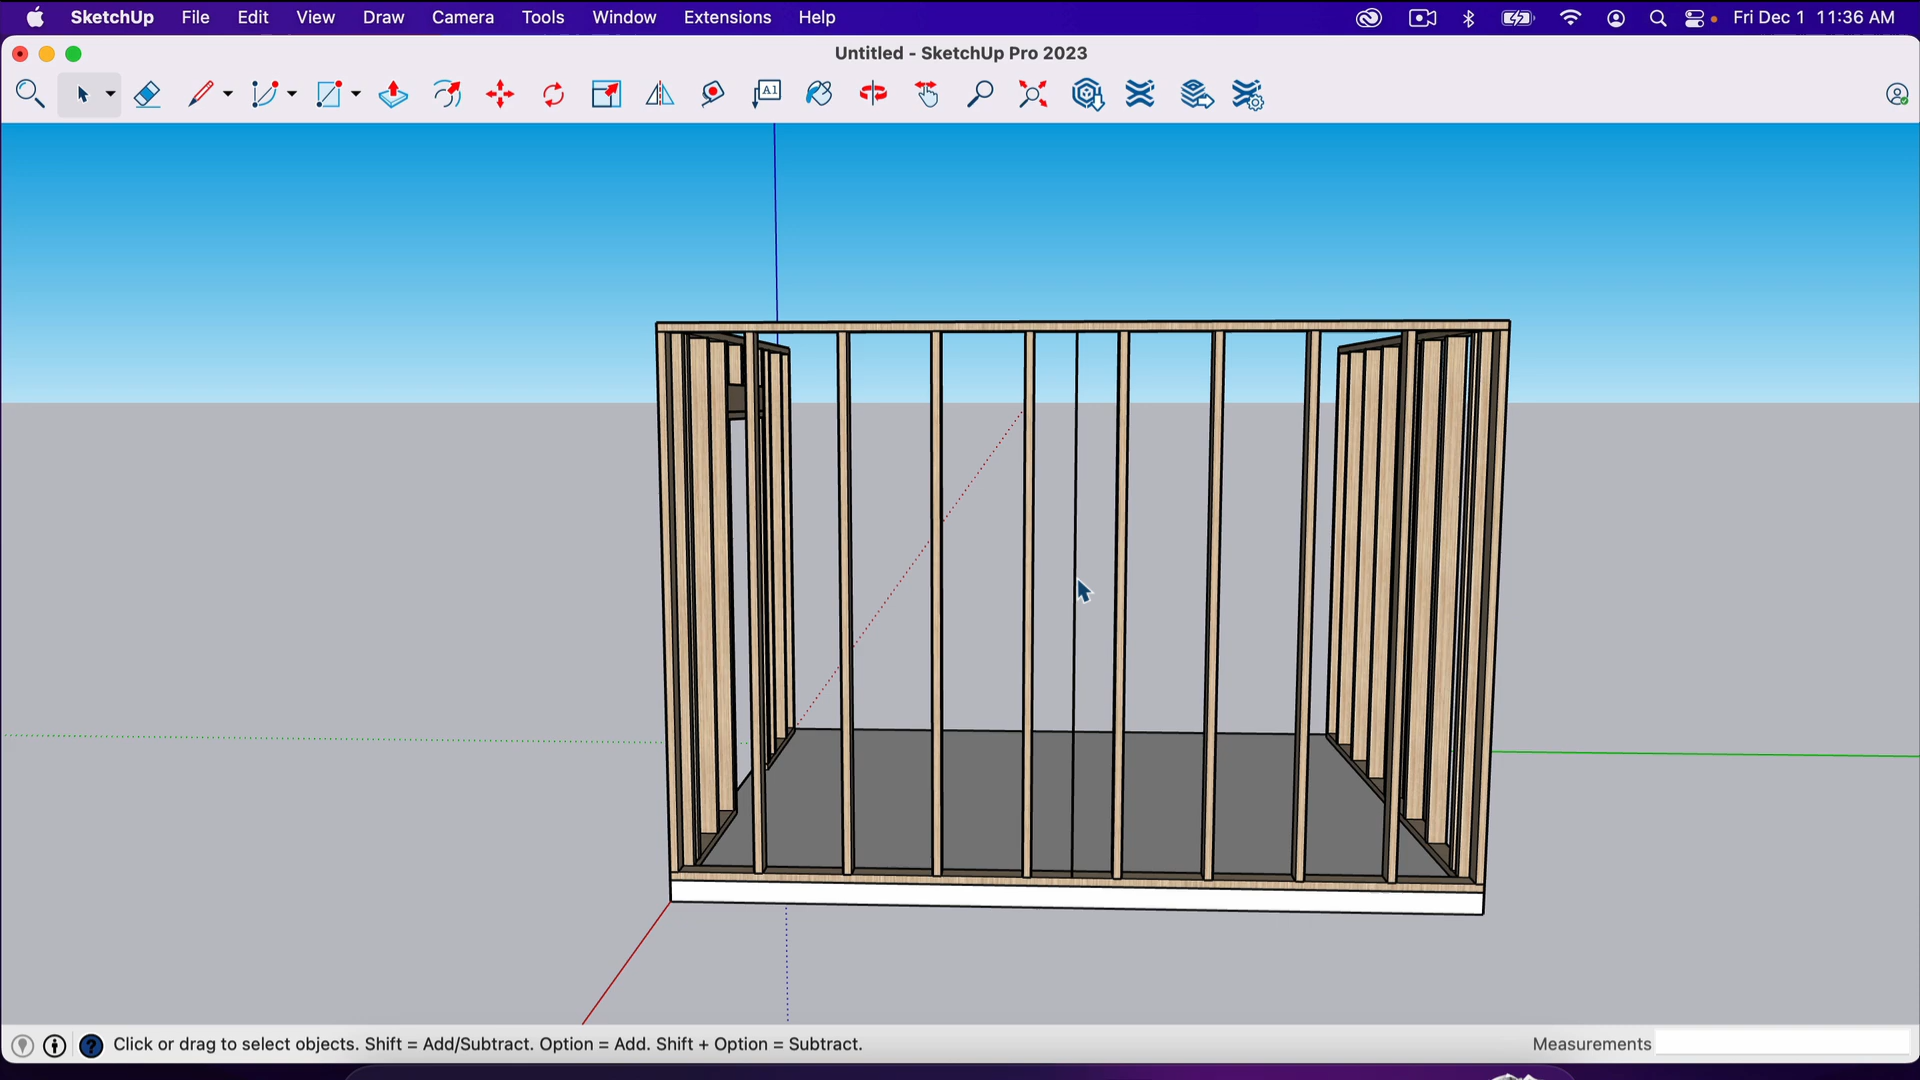 SketchUp File Edit View Draw Camera Tools Window Extensions Help Fri Dec 1 11:36 AM
Untitled - SketchUp Pro 2023
A1
Click or drag to select objects. Shift = Add/Subtract. Option = Add. Shift + Option = Subtract. Measurements